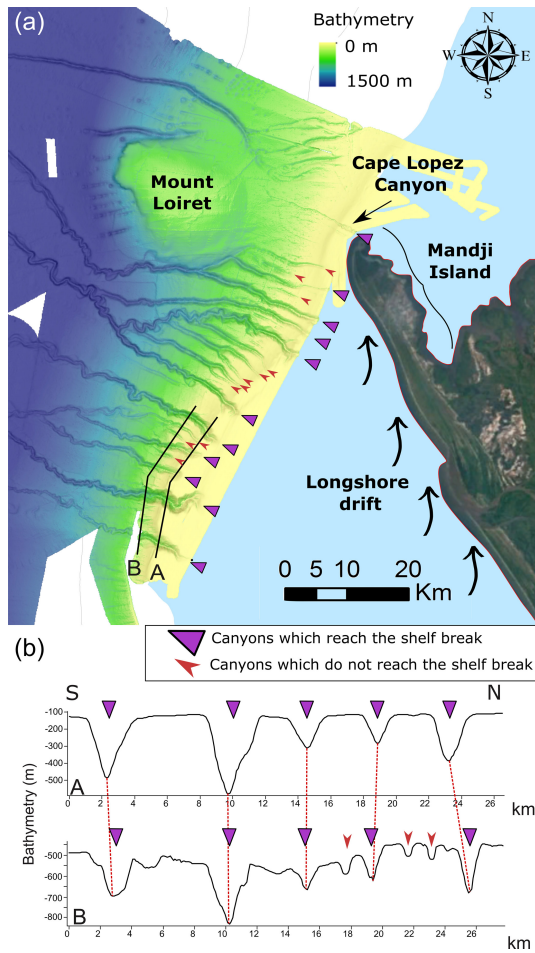 (a)
Bathymetry
0 m
1500 m
N
W
E
S
Cape Lopez
Canyon
Mount
Loiret
Mandji
Island
Longshore
drift
B
A
0 5 10 20
Km
Canyons which reach the shelf break
Canyons which do not reach the shelf break
(b)
S
N
Bathymetry (m)
-100
-200
-300
-400
-500
A
0 2 4 6 8 10 12 14 16 18 20 22 24 26
km
-500
-600
-700
-800
B
0 2 4 6 8 10 12 14 16 18 20 22 24 26
km